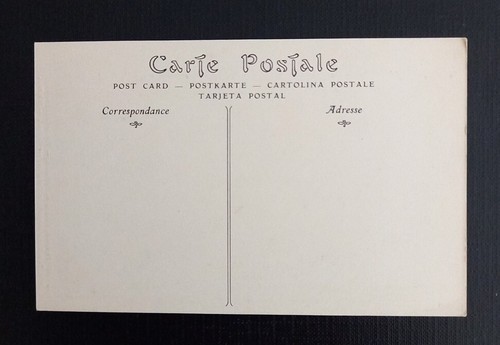 Carte Postale
POST CARD — POSTKARTE — CARTOLINA POSTALE
TARJETA POSTAL
Correspondance
Adresse